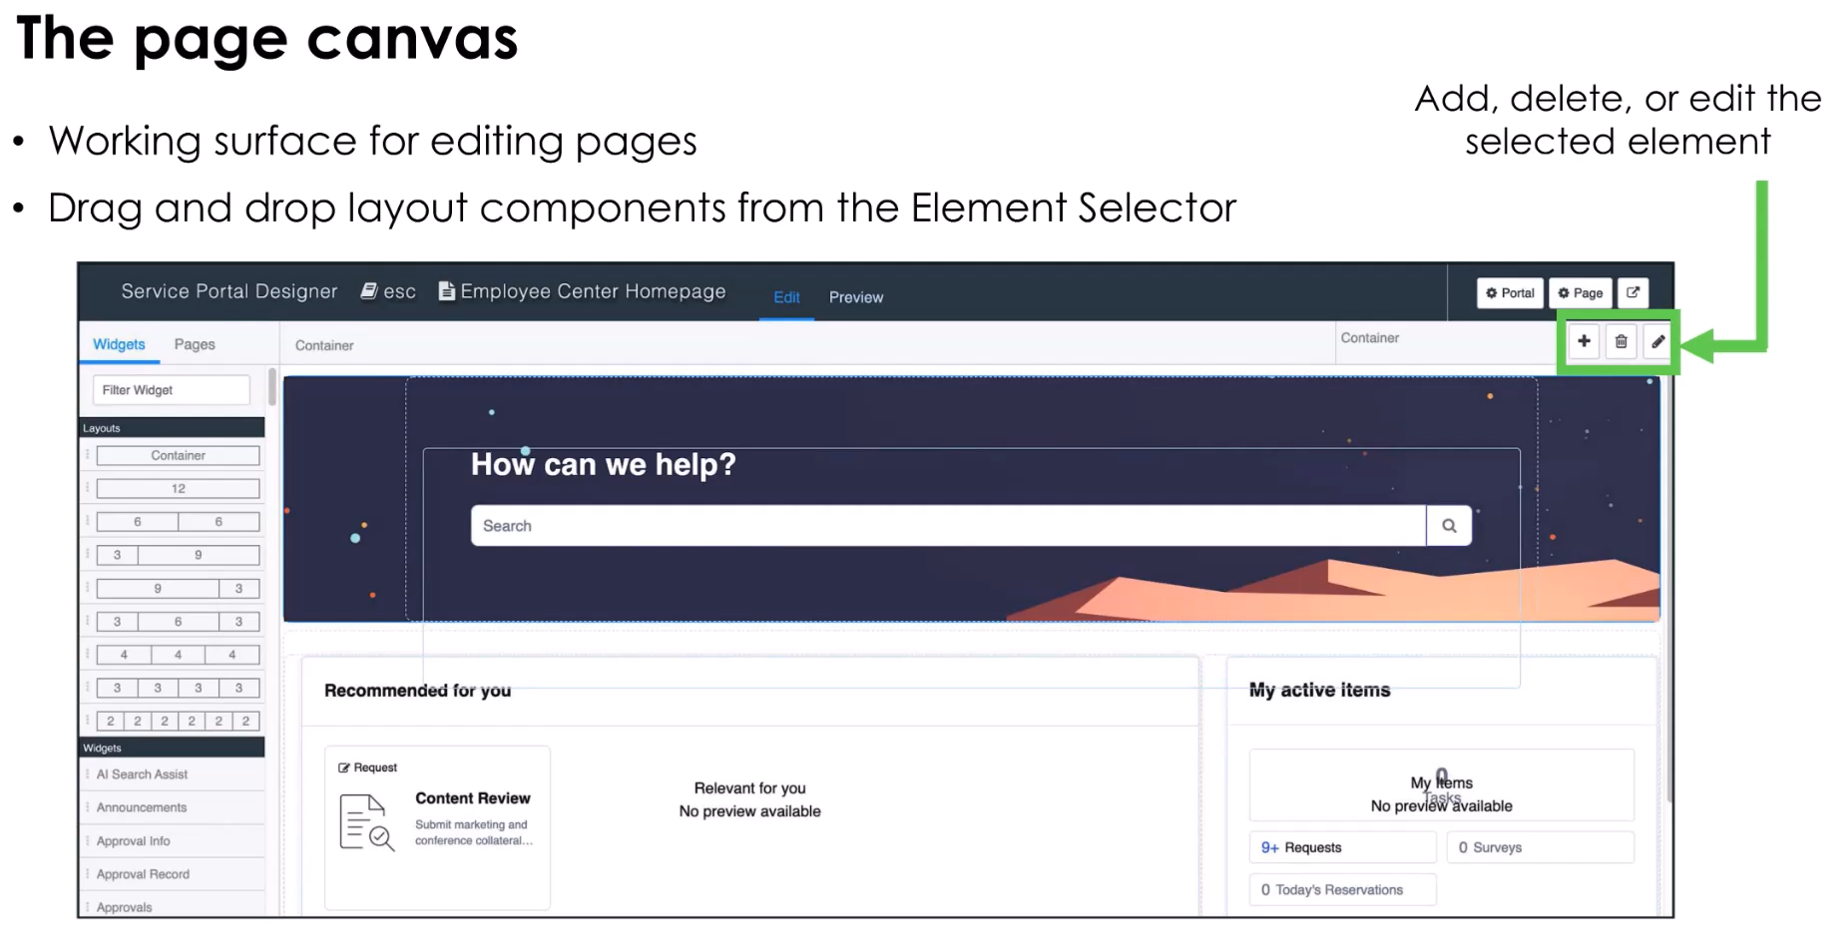 The page canvas
Add, delete, or edit the
selected element
• Working surface for editing pages
• Drag and drop layout components from the Element Selector
Service Portal Designer esc Employee Center Homepage Edit Preview Portal Page
Widgets Pages Container Container
Filter Widget
Layouts
Container
12
6 6
3 9
9 3
3 6 3
4 4 4
3 3 3 3
2 2 2 2 2 2
Widgets
AI Search Assist
Announcements
Approval Info
Approval Record
Approvals
How can we help?
Search
Recommended for you
Request
Content Review
Submit marketing and
conference collateral...
Relevant for you
No preview available
My active items
0
My Items
Tasks
No preview available
9+ Requests
0 Surveys
0 Today's Reservations